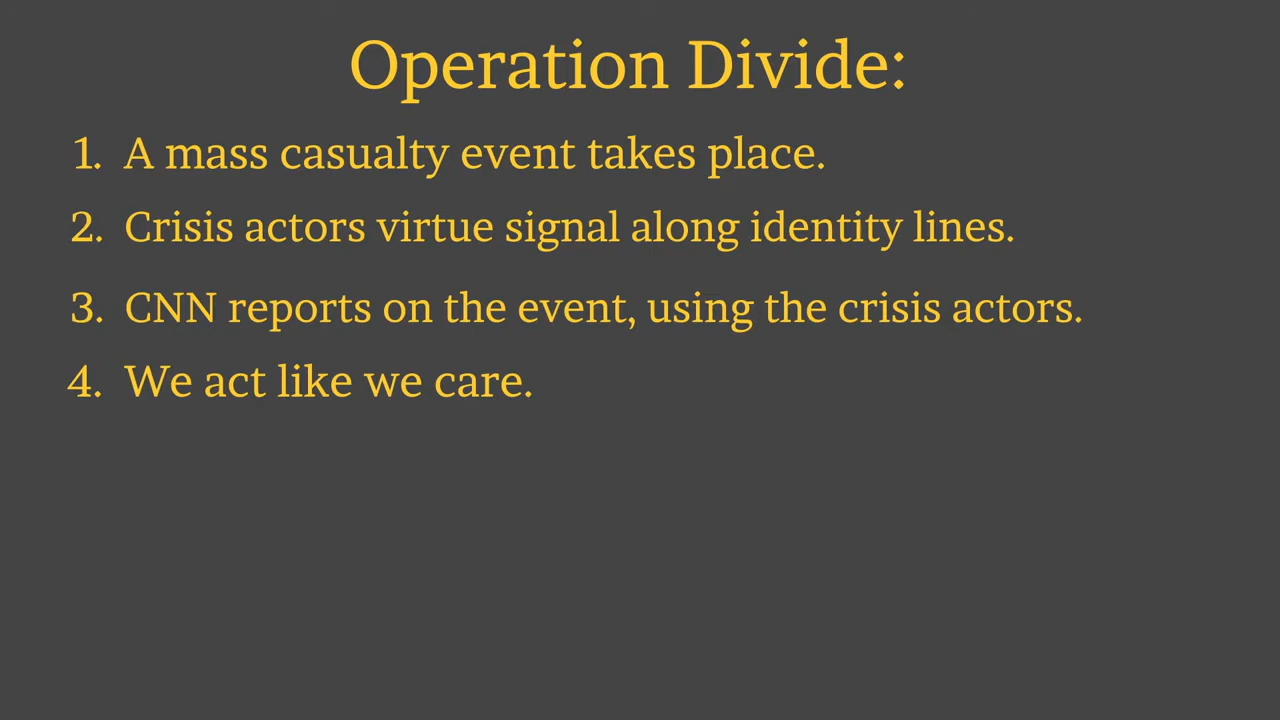 Operation Divide:
1. A mass casualty event takes place.
2. Crisis actors virtue signal along identity lines.
3. CNN reports on the event, using the crisis actors.
4. We act like we care.